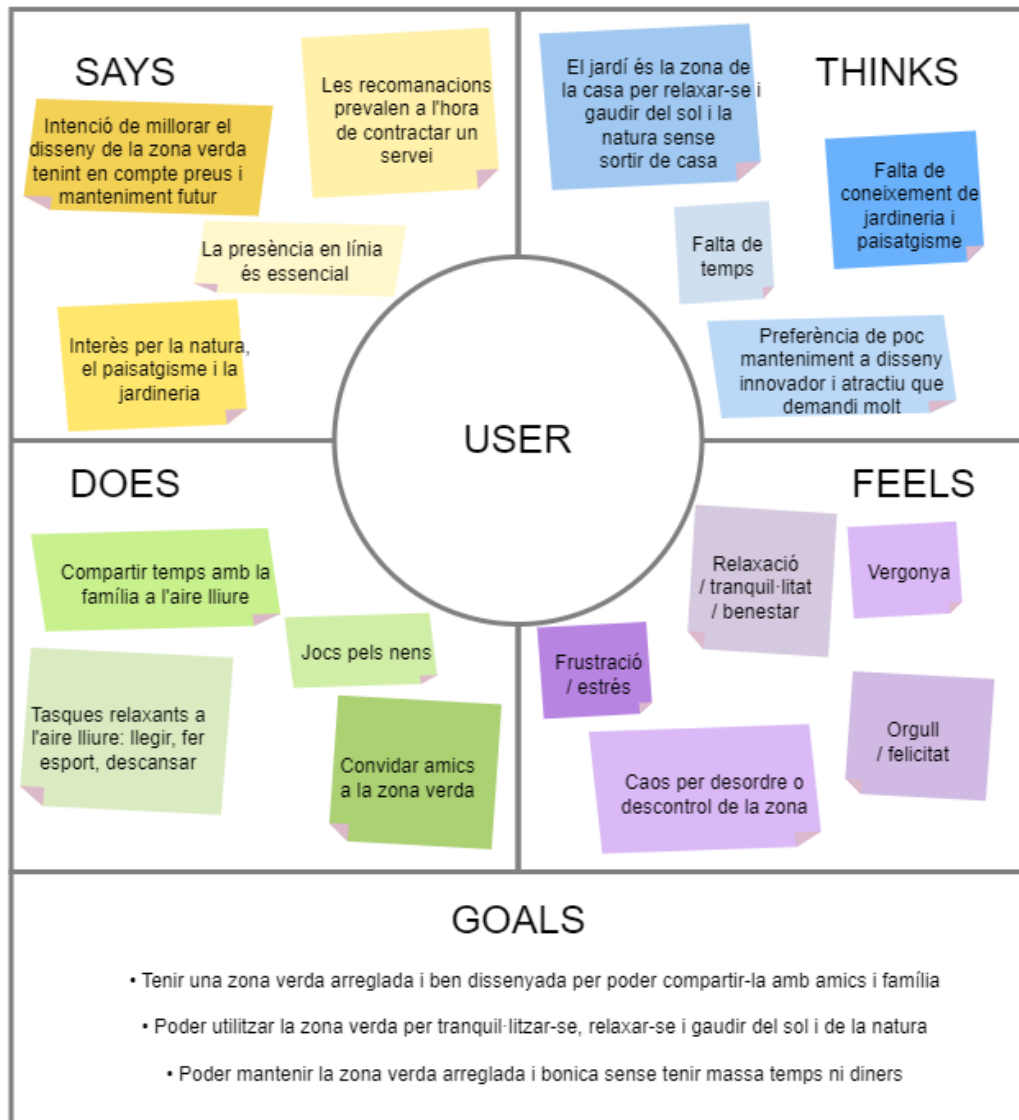 SAYS
Intenció de millorar el
disseny de la zona verda
tenint en compte preus i
manteniment futur
Les recomanacions
prevalen a l'hora
de contractar un
servei
La presència en línia
és essencial
Interès per la natura,
el paisatgisme i la
jardineria
THINKS
El jardí és la zona de
la casa per relaxar-se i
gaudir del sol i la
natura sense
sortir de casa
Falta de
coneixement de
jardineria i
paisatgisme
Falta de
temps
Preferència de poc
manteniment a disseny
innovador i atractiu que
demandi molt
USER
DOES
Compartir temps amb la
família a l'aire lliure
Jocs pels nens
Tasques relaxants a
l'aire lliure: llegir, fer
esport, descansar
Convidar amics
a la zona verda
FEELS
Relaxació
/ tranquil·litat
/ benestar
Vergonya
Frustració
/ estrés
Orgull
/ felicitat
Caos per desordre o
descontrol de la zona
GOALS
• Tenir una zona verda arreglada i ben dissenyada per poder compartir-la amb amics i família
• Poder utilitzar la zona verda per tranquil·litzar-se, relaxar-se i gaudir del sol i de la natura
• Poder mantenir la zona verda arreglada i bonica sense tenir massa temps ni diners